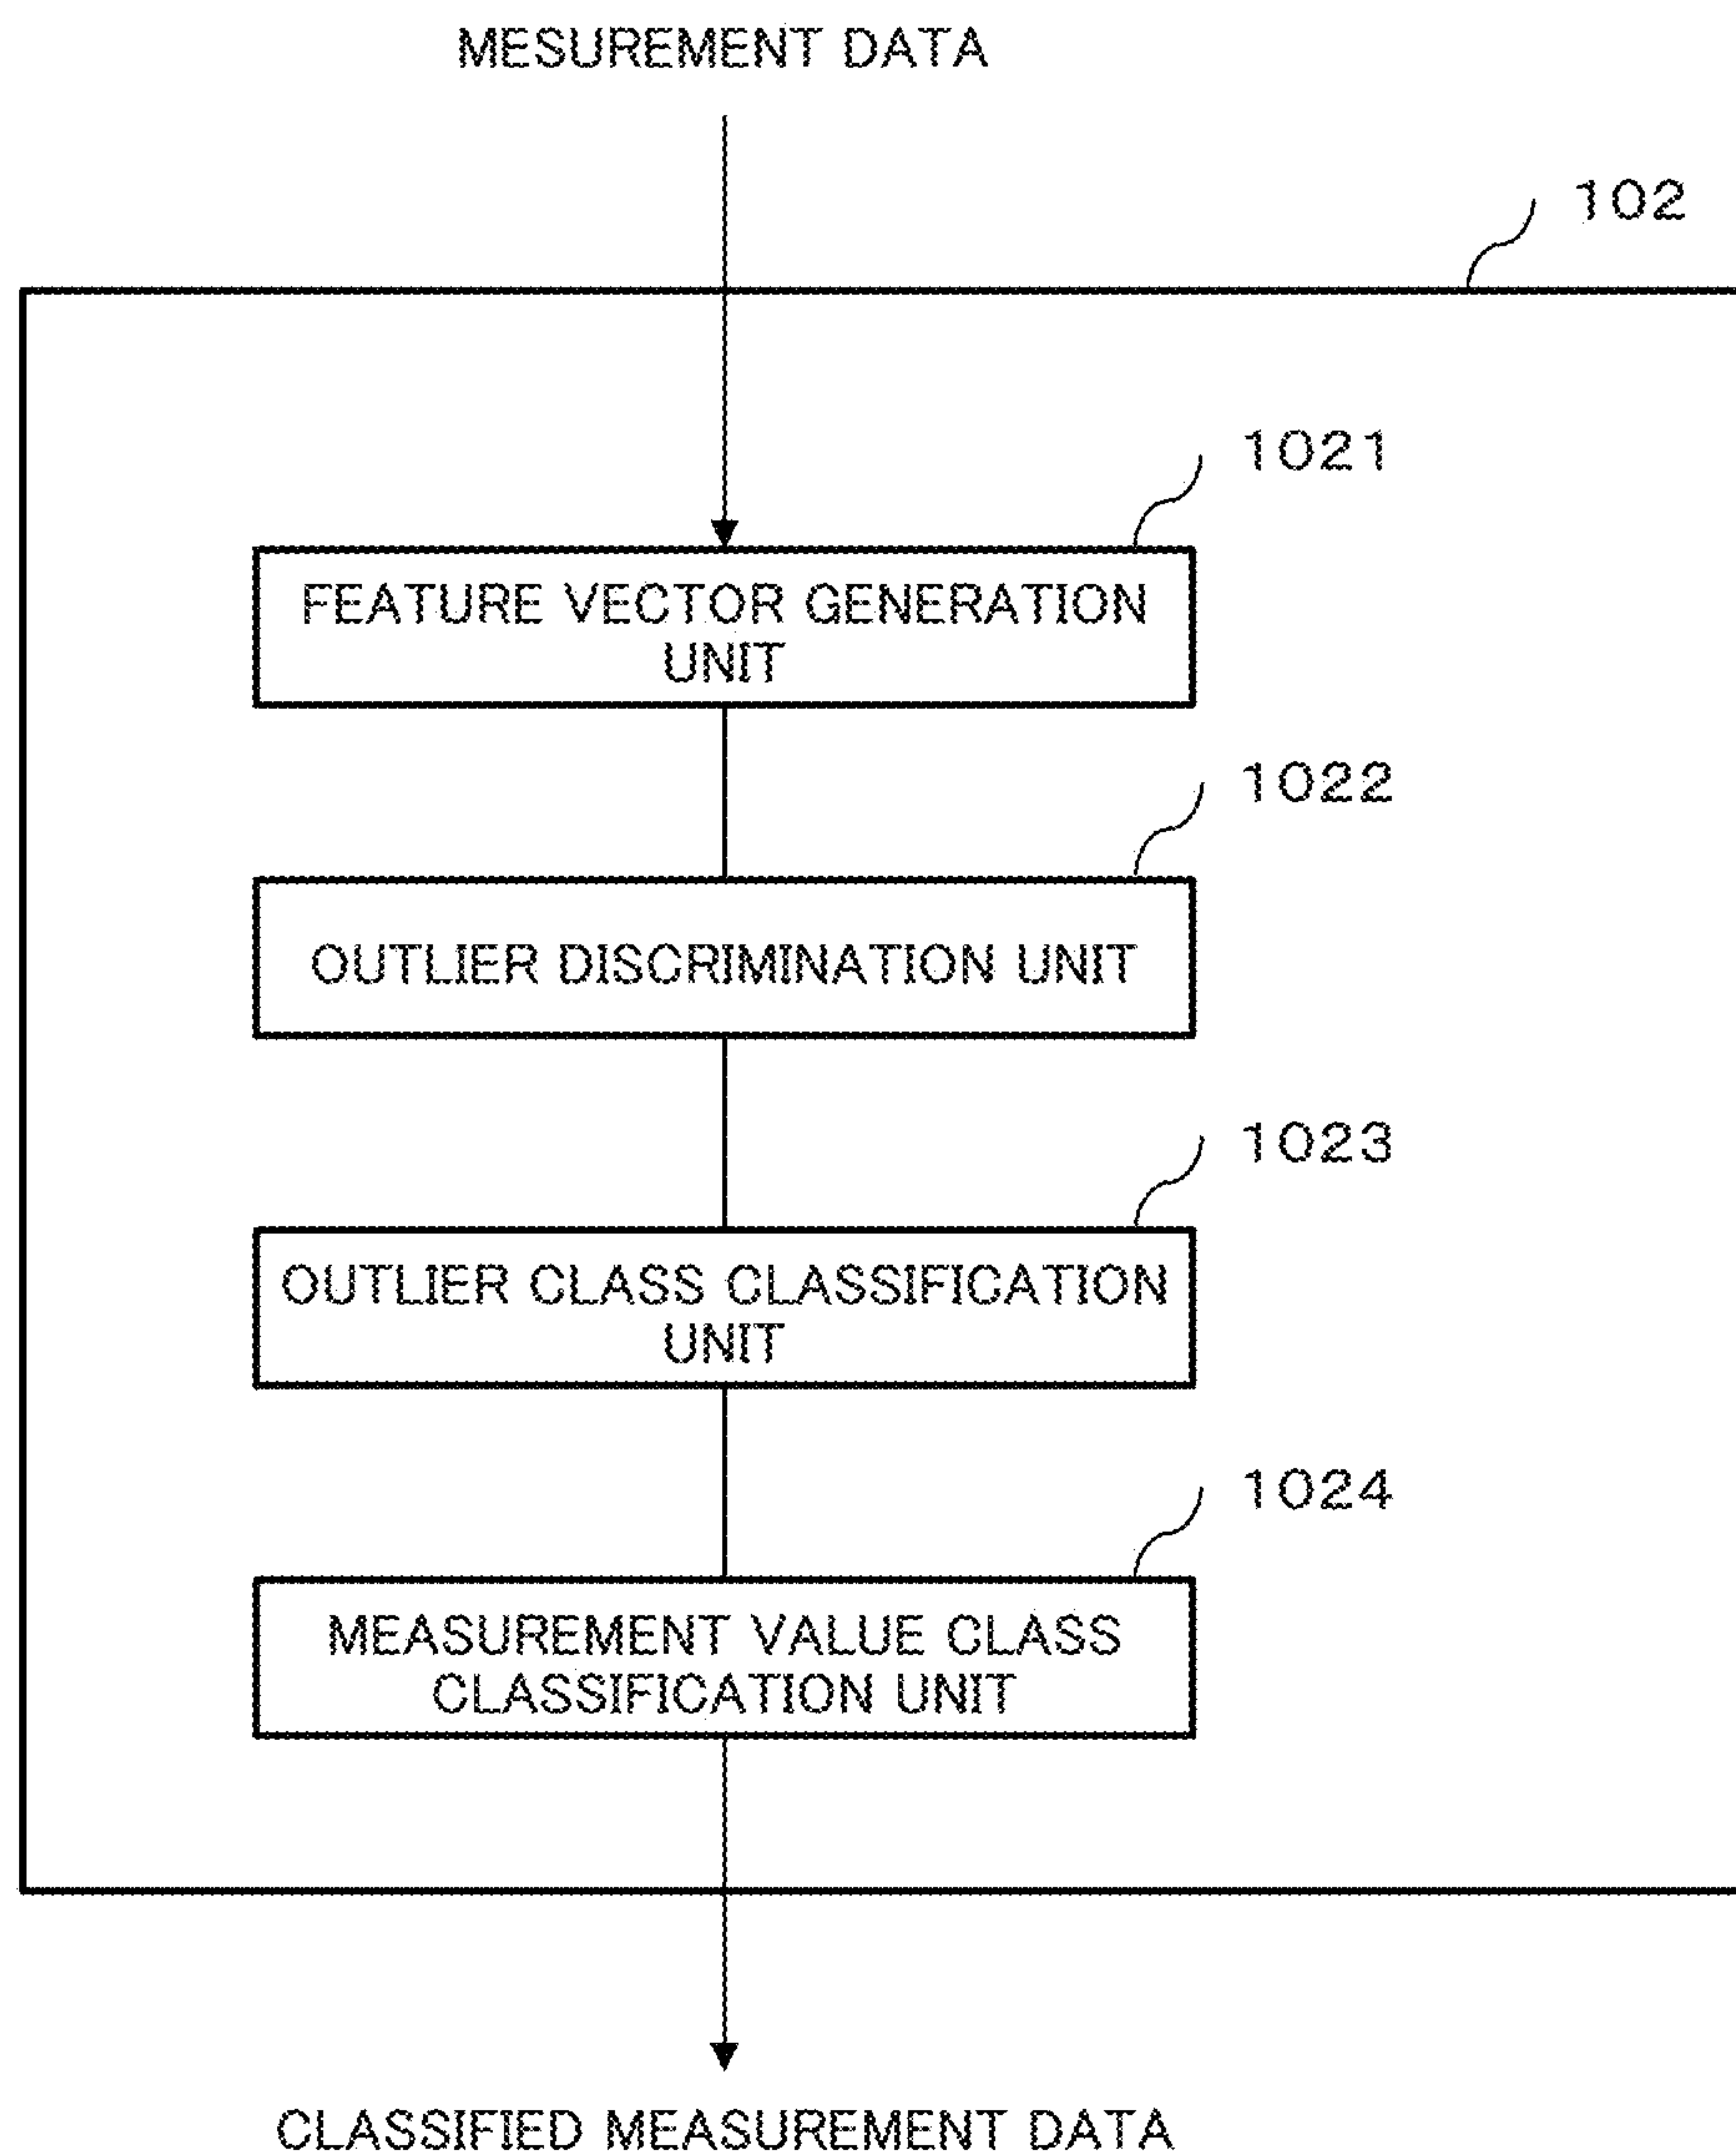 MESUREMENT DATA
102
1021
FEATURE VECTOR GENERATION
UNIT
1022
OUTLIER DISCRIMINATION UNIT
1023
OUTLIER CLASS CLASSIFICATION
UNIT
1024
MEASUREMENT VALUE CLASS
CLASSIFICATION UNIT
CLASSIFIED MEASUREMENT DATA